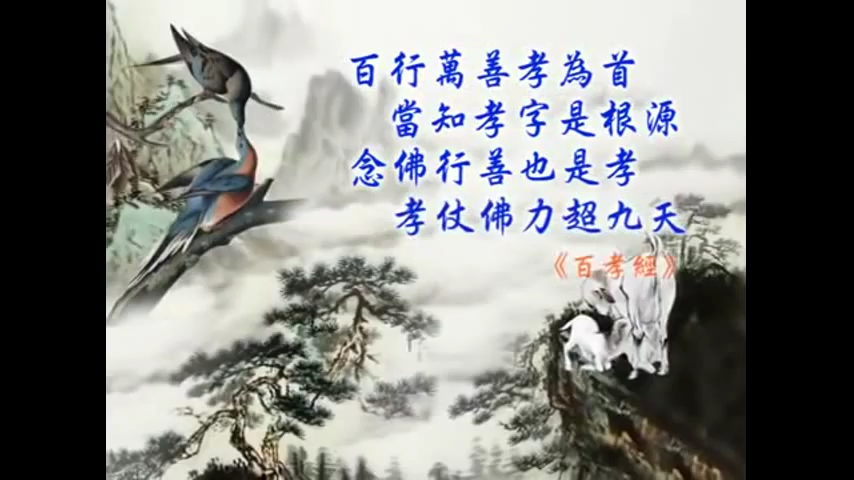 百行萬善孝為首
當知孝字是根源
念佛行善也是孝
孝仗佛力超九天
《百孝經》